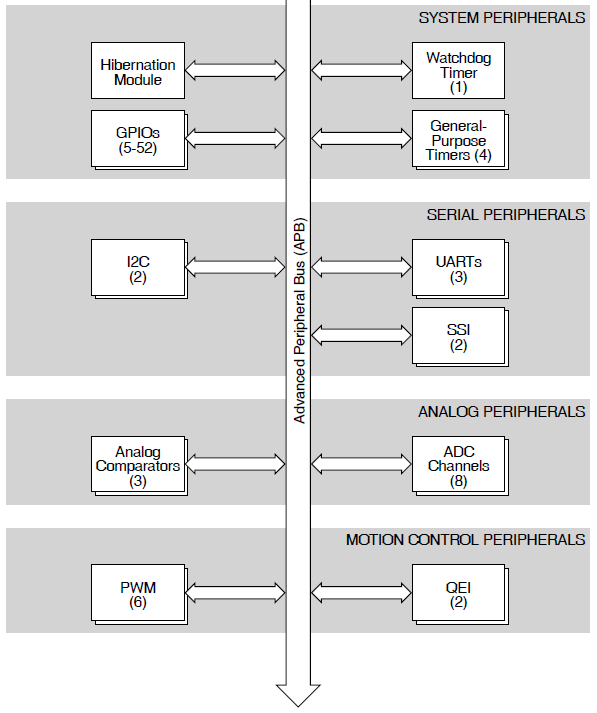 SYSTEM PERIPHERALS
Hibernation
Module
Watchdog
Timer
(1)
GPIOs
(5-52)
General-
Purpose
Timers (4)
Advanced Peripheral Bus (APB)
SERIAL PERIPHERALS
I2C
(2)
UARTs
(3)
SSI
(2)
ANALOG PERIPHERALS
Analog
Comparators
(3)
ADC
Channels
(8)
MOTION CONTROL PERIPHERALS
PWM
(6)
QEI
(2)